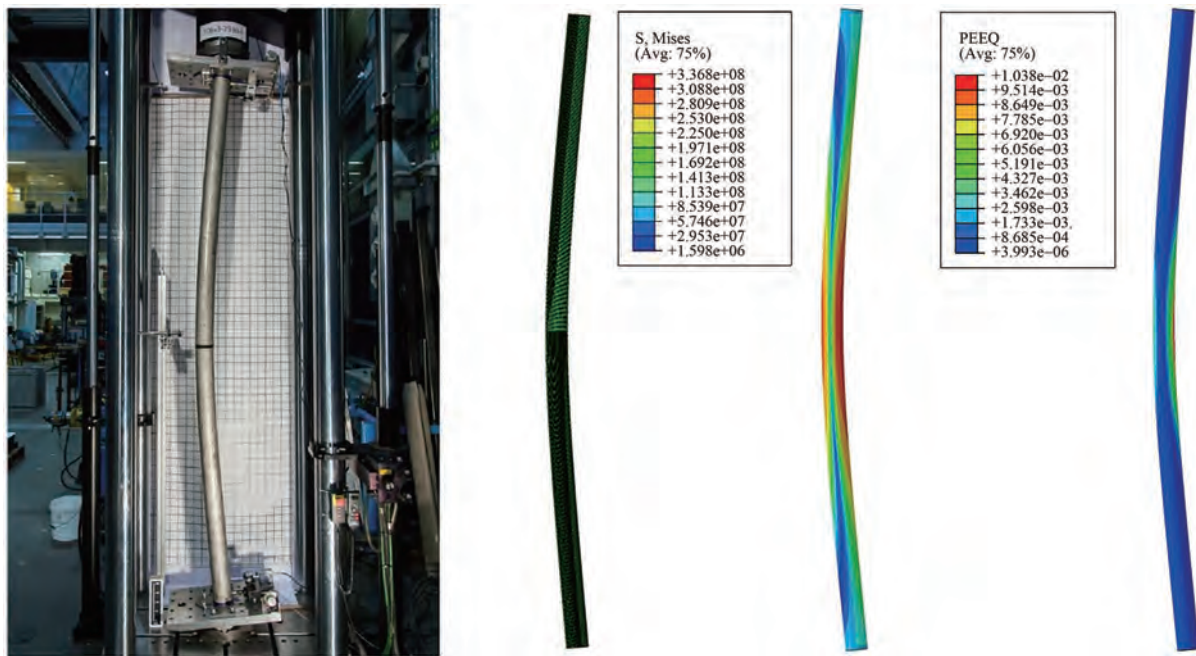 S, Mises
(Avg: 75%)
+3.368e+08
+3.088e+08
+2.809e+08
+2.530e+08
+2.250e+08
+1.971e+08
+1.692e+08
+1.413e+08
+1.133e+08
+8.539e+07
+5.746e+07
+2.953e+07
+1.598e+06
PEEQ
(Avg: 75%)
+1.038e−02
+9.514e−03
+8.649e−03
+7.785e−03
+6.920e−03
+6.056e−03
+5.191e−03
+4.327e−03
+3.462e−03
+2.598e−03
+1.733e−03.
+8.685e−04
+3.993e−06